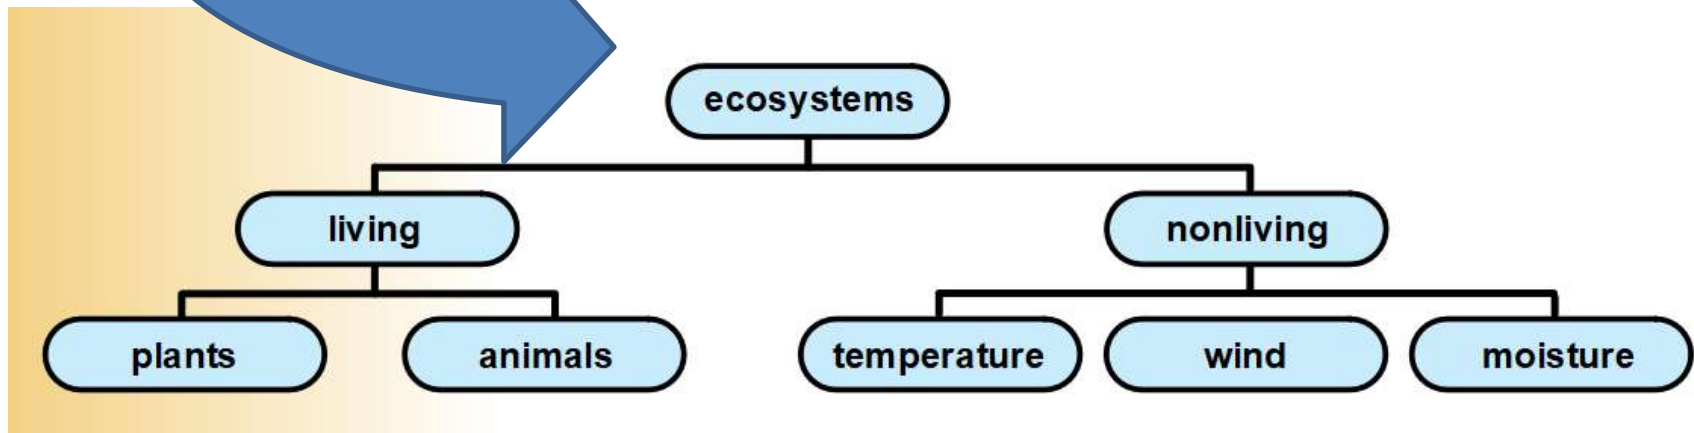 ecosystems
living nonliving
plants animals temperature wind moisture